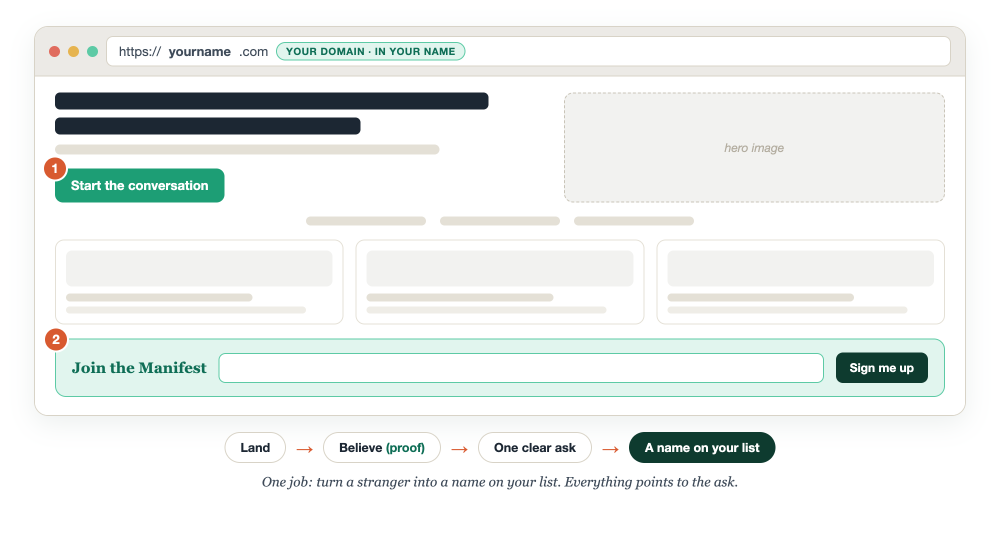 https:// yourname .com YOUR DOMAIN · IN YOUR NAME
hero image
1
Start the conversation
2
Join the Manifest Sign me up
Land → Believe (proof) → One clear ask → A name on your list
One job: turn a stranger into a name on your list. Everything points to the ask.